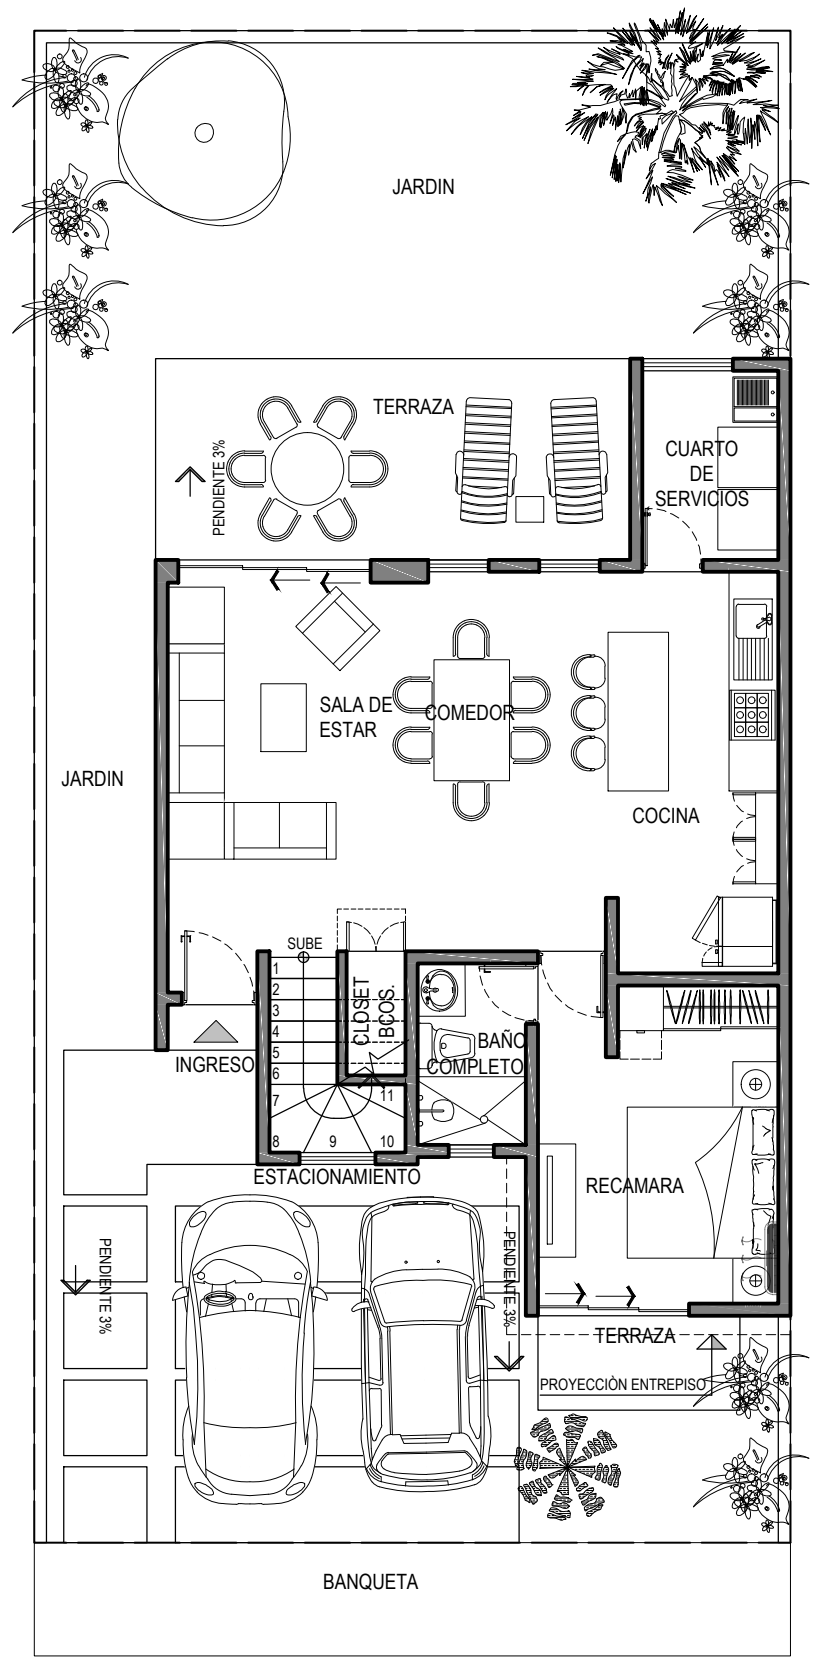 JARDIN
TERRAZA
PENDIENTE 3%
CUARTO
DE
SERVICIOS
SALA DE
ESTAR
COMEDOR
JARDIN
COCINA
SUBE
1
2
3
4
5
6
7
8
9
10
11
CLOSET
BCOS.
BAÑO
COMPLETO
INGRESO
ESTACIONAMIENTO
RECAMARA
PENDIENTE 3%
PENDIENTE 3%
TERRAZA
PROYECCIÒN ENTREPISO
BANQUETA